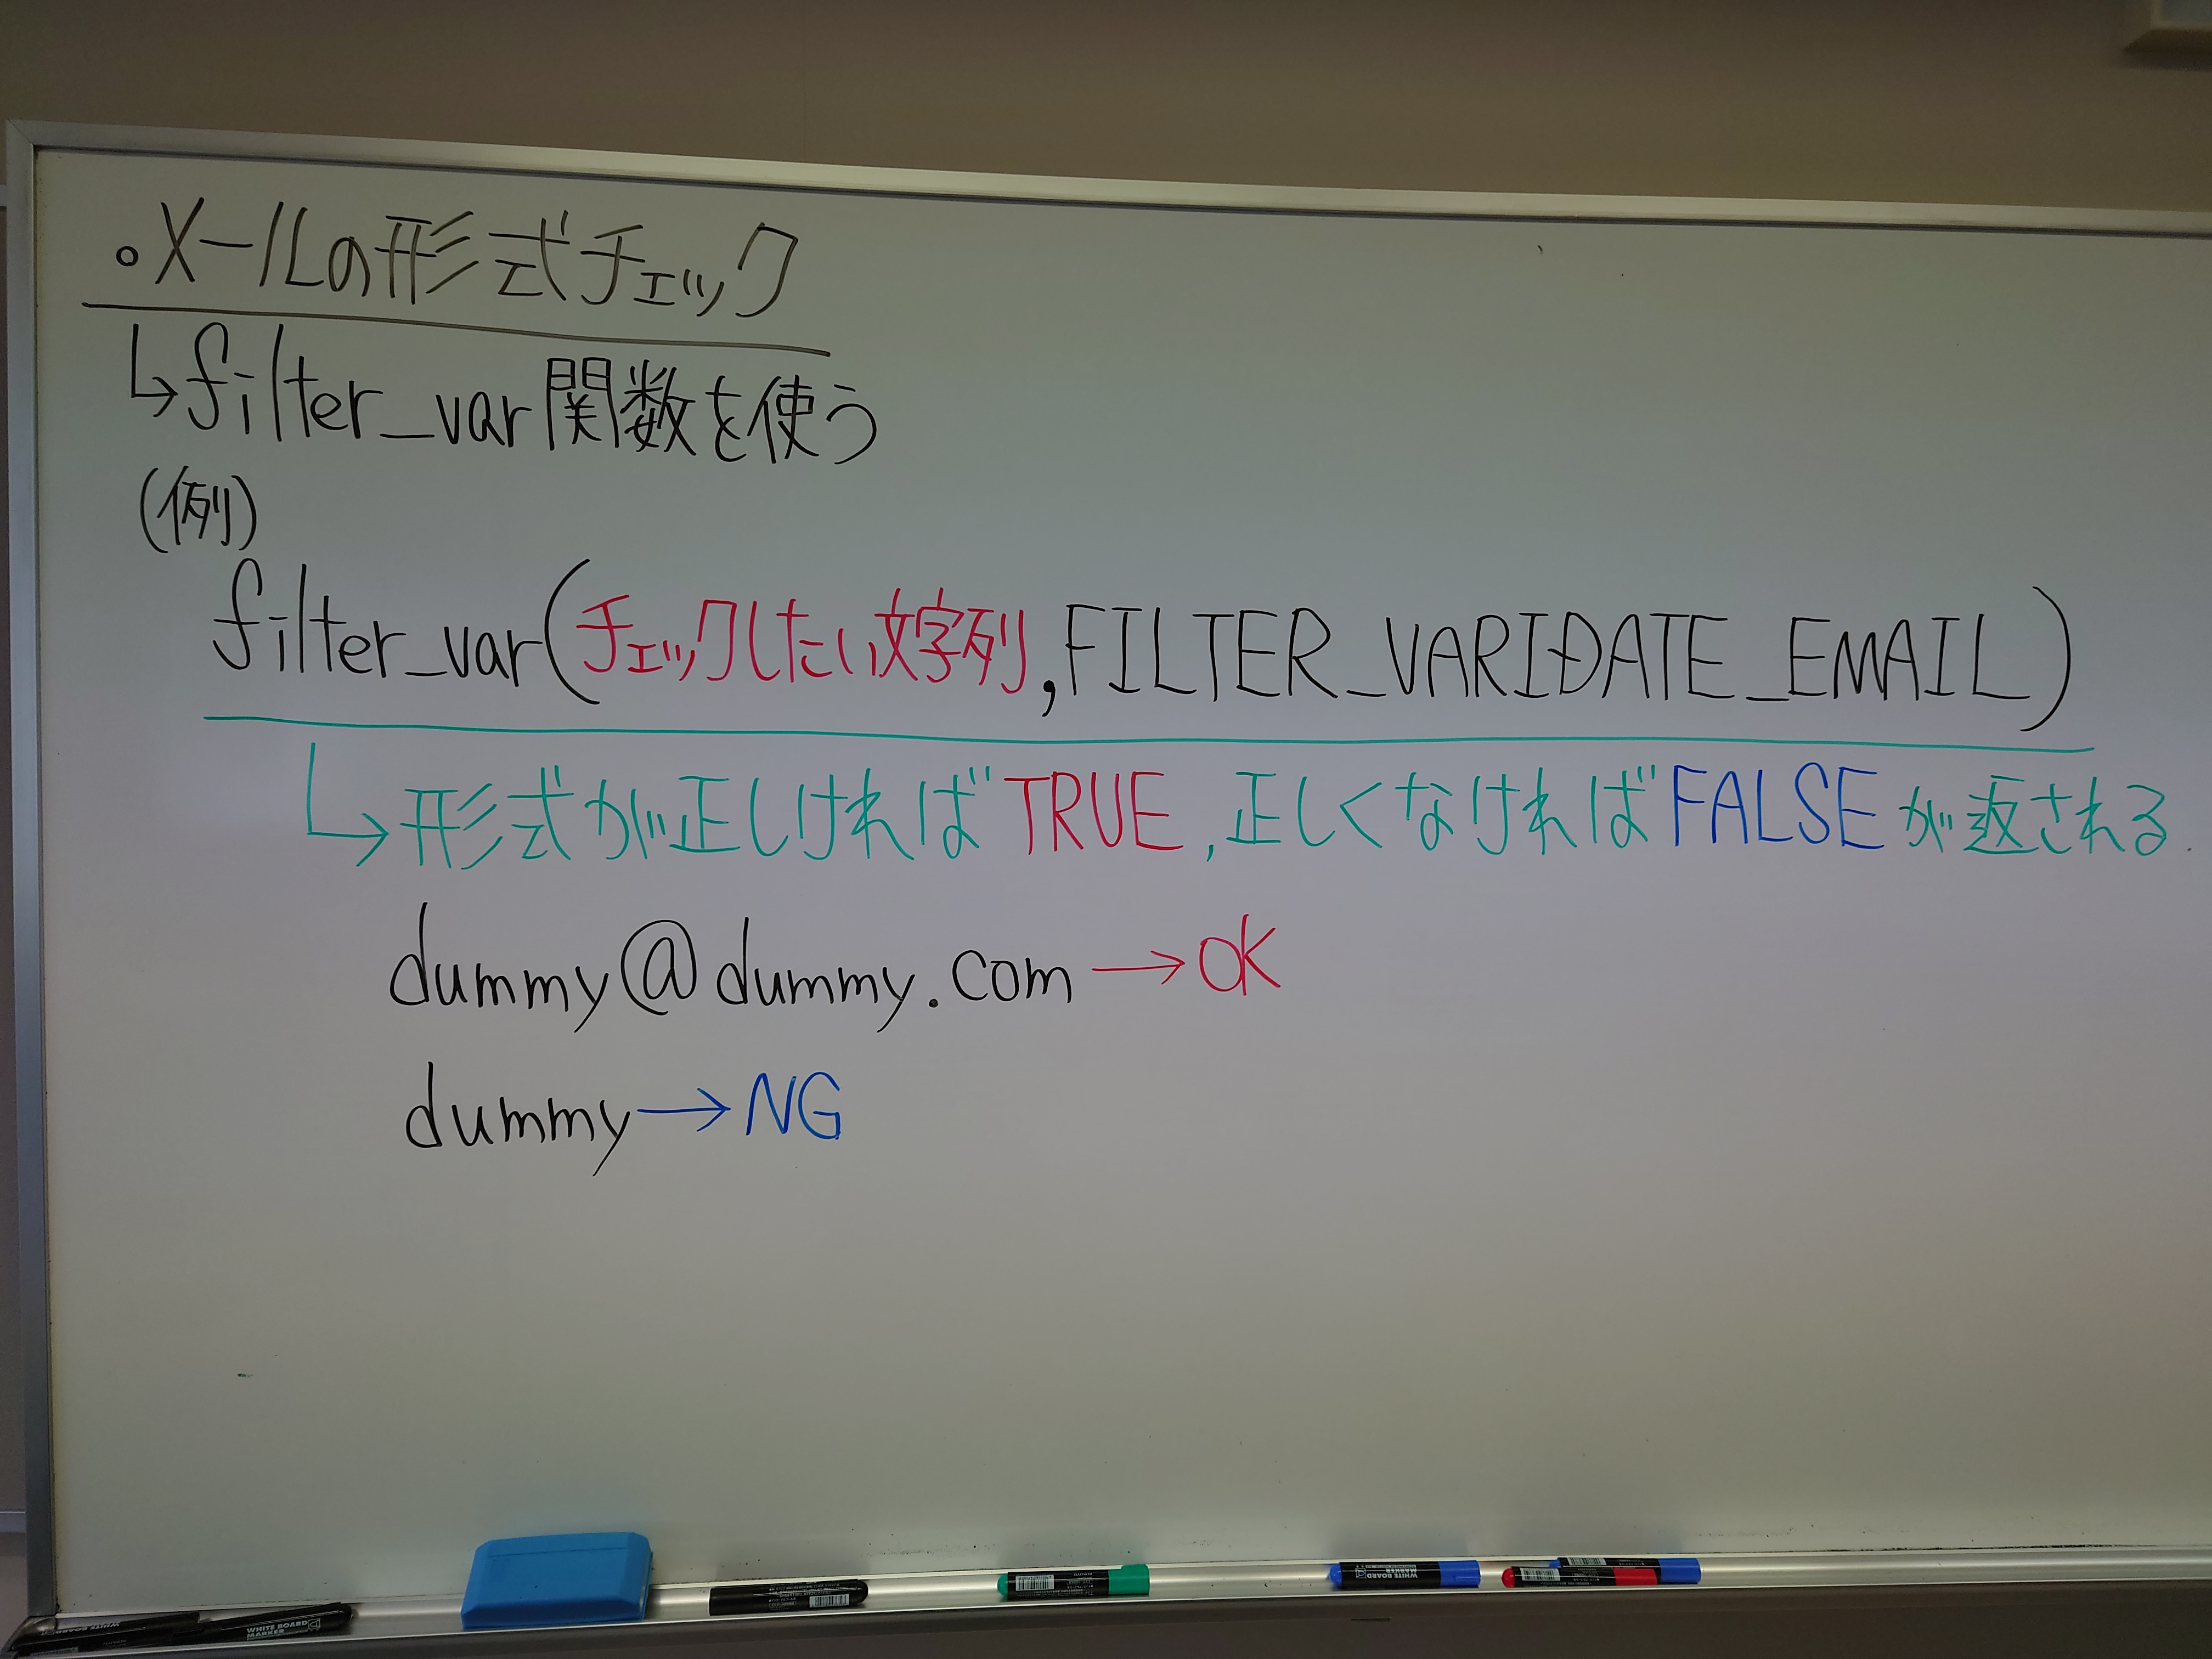 。メールの形式チェック
↳filter_var関数を使う
(例)
filter_var(チェックしたい文字列,FILTER_VARIDATE_EMAIL)
↳形式が正しければTRUE,正しくなければFALSEが返される.
dummy@dummy.com→OK
dummy→NG
WHITE BOARD MARKER
WHITE BOARD MARKER